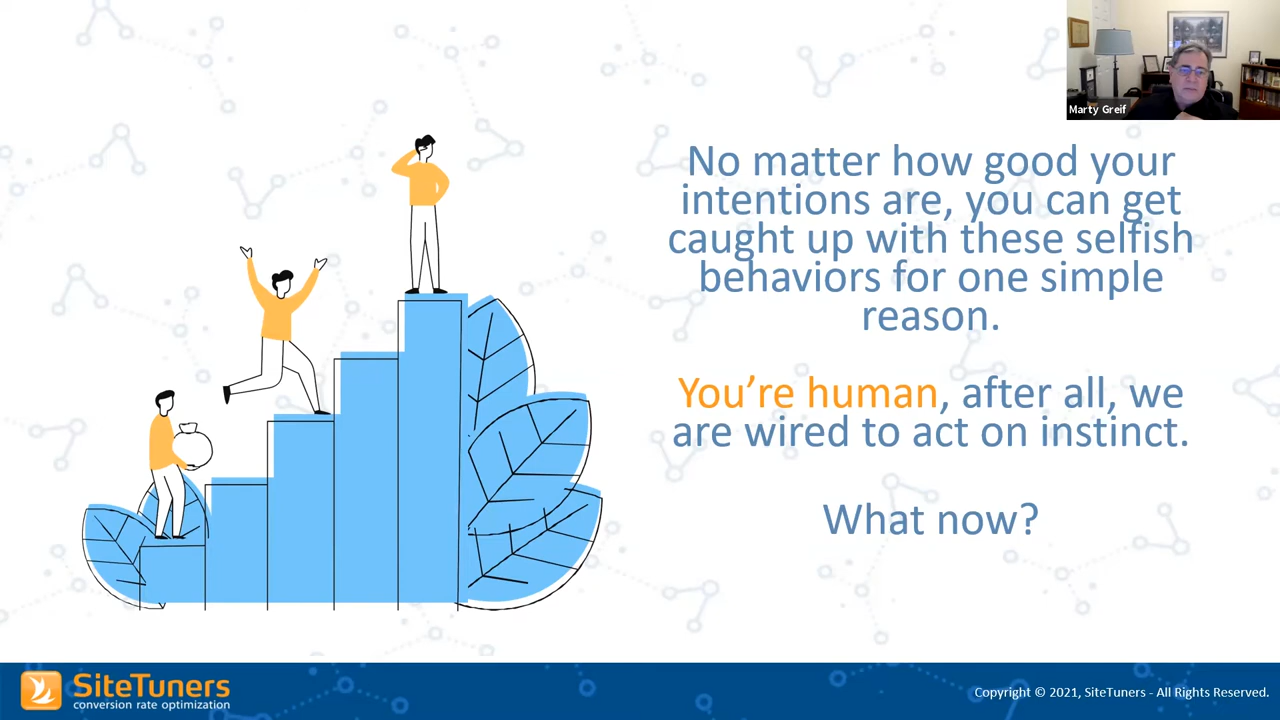 Marty Greif
No matter how good your
intentions are, you can get
caught up with these selfish
behaviors for one simple
reason.
You're human, after all, we
are wired to act on instinct.
What now?
SiteTuners
conversion rate optimization
Copyright © 2021, SiteTuners - All Rights Reserved.